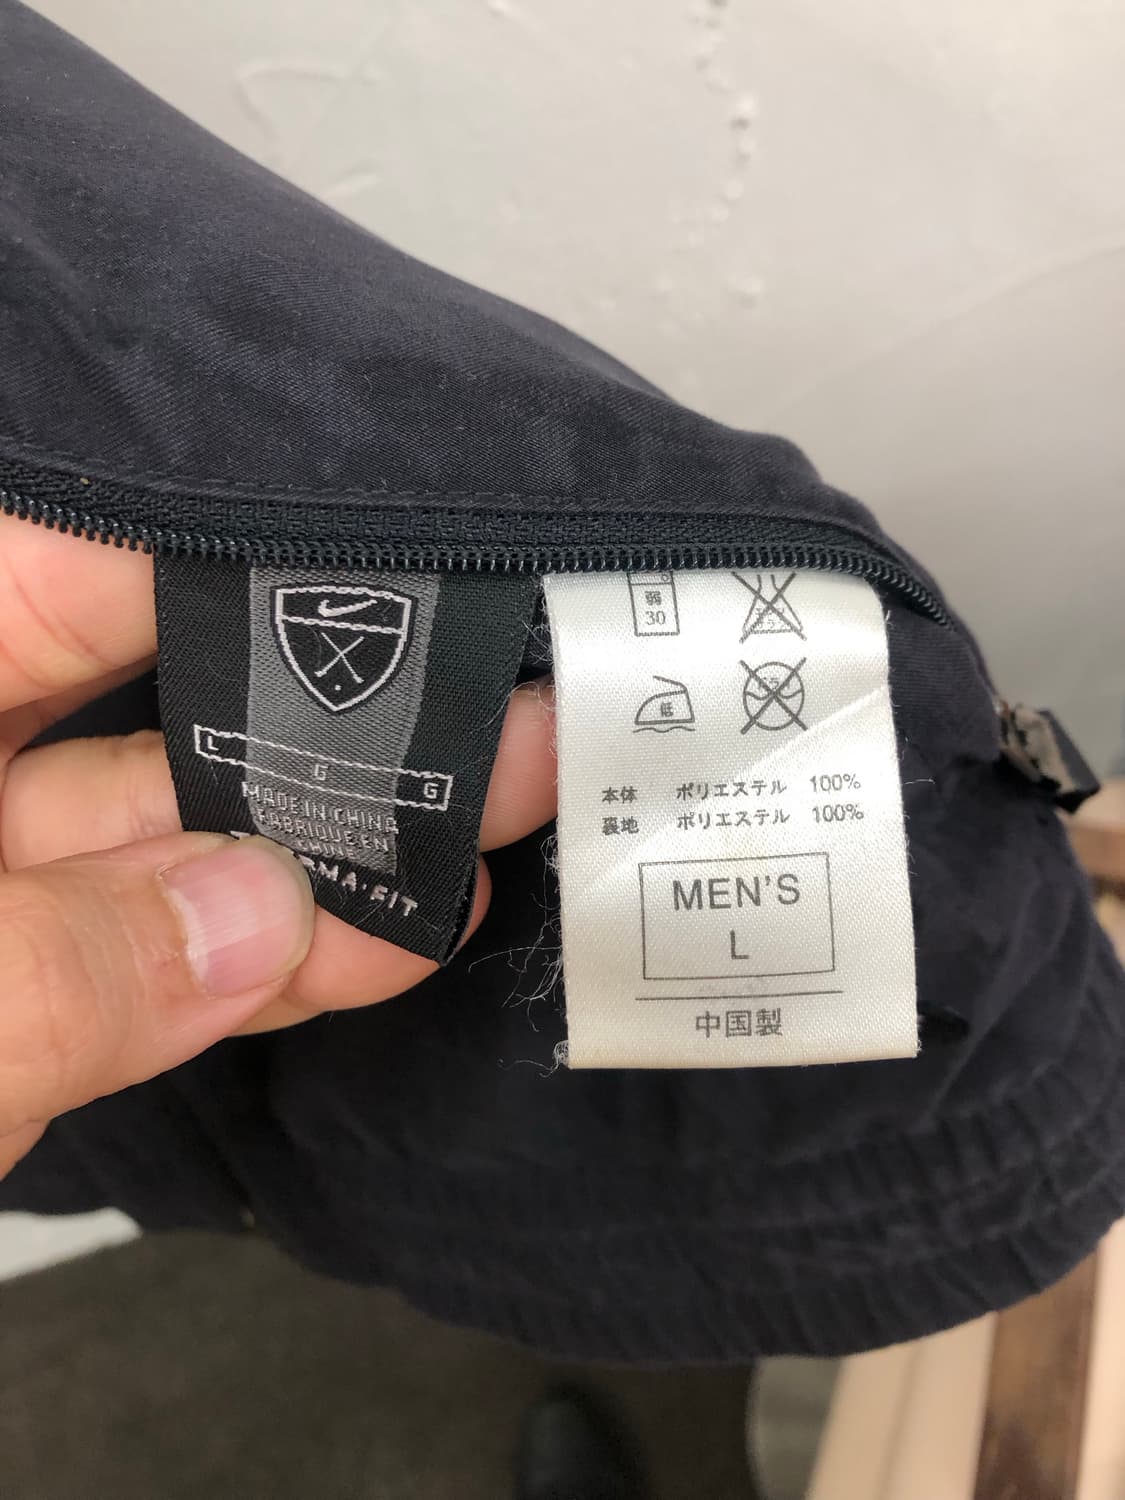 L G G
MADE IN CHINA
FABRIQUE EN
CHINE
MA·FIT
弱
30
低
本体 ポリエステル 100%
裏地 ポリエステル 100%
MEN'S
L
中国製